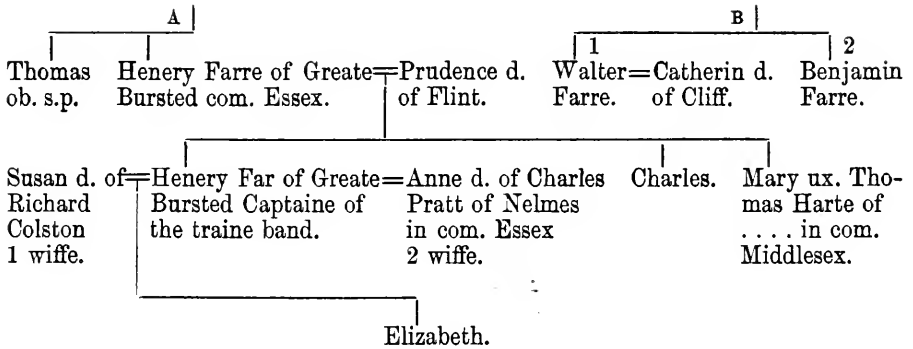 A B
1 2
Thomas Henery Farre of Greate=Prudence d. Walter=Catherin d. Benjamin
ob. s.p. Bursted com. Essex. of Flint. Farre. of Cliff. Farre.
Susan d. of=Henery Far of Greate=Anne d. of Charles Charles. Mary ux. Tho-
Richard Bursted Captaine of Pratt of Nelmes mas Harte of
Colston the traine band. in com. Essex . . . . in com.
1 wiffe. 2 wiffe. Middlesex.
Elizabeth.